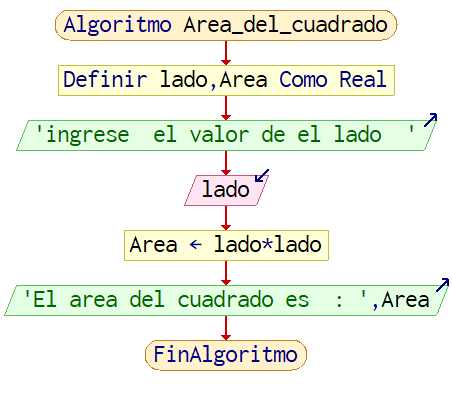 Algoritmo Area_del_cuadrado
Definir lado,Area Como Real
'ingrese  el valor de el lado  '
lado
Area ← lado*lado
'El area del cuadrado es  : ',Area
FinAlgoritmo